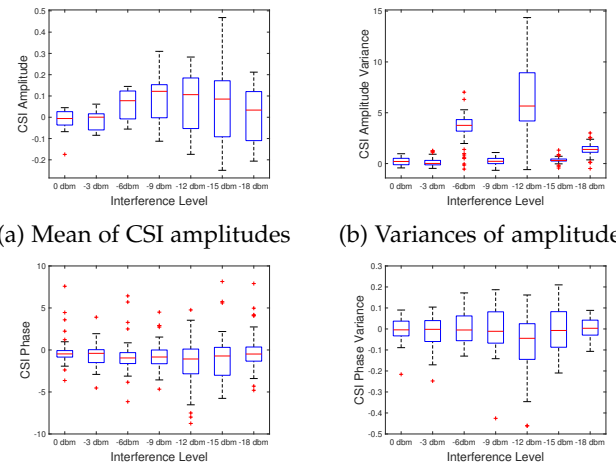 0.5
0.4
0.3
0.2
0.1
0
-0.1
-0.2
CSI Amplitude
0 dbm -3 dbm -6dbm -9 dbm -12 dbm -15 dbm -18 dbm
Interference Level
15
10
5
0
CSI Amplitude Variance
0 dbm -3 dbm -6dbm -9 dbm -12 dbm -15 dbm -18 dbm
Interference Level
(a) Mean of CSI amplitudes
(b) Variances of amplitude
10
5
0
-5
-10
CSI Phase
0 dbm -3 dbm -6dbm -9 dbm -12 dbm -15 dbm -18 dbm
Interference Level
0.3
0.2
0.1
0
-0.1
-0.2
-0.3
-0.4
-0.5
CSI Phase Variance
0 dbm -3 dbm -6dbm -9 dbm -12 dbm -15 dbm -18 dbm
Interference Level